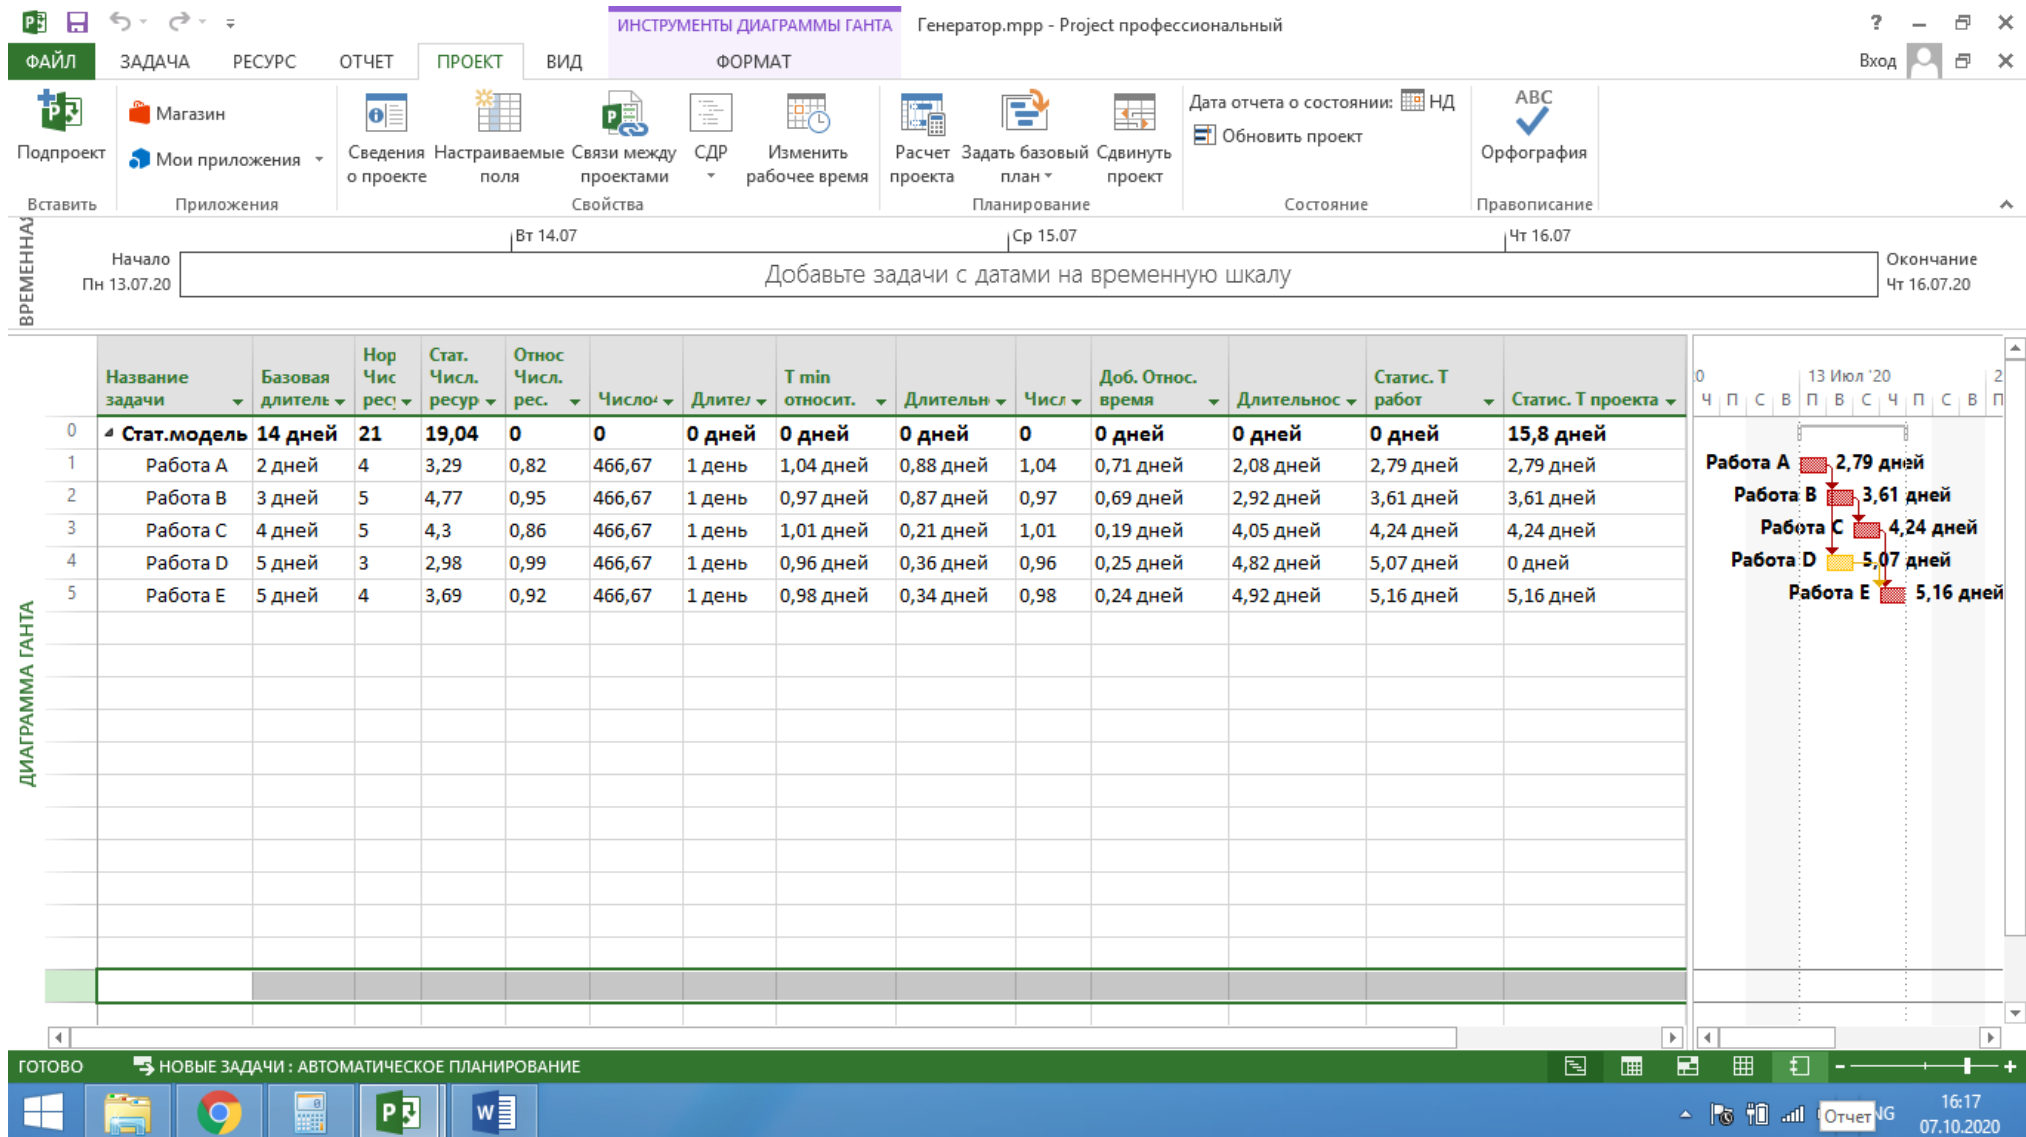 ИНСТРУМЕНТЫ ДИАГРАММЫ ГАНТА Генератор.mpp - Project профессиональный
ФАЙЛ ЗАДАЧА РЕСУРС ОТЧЕТ ПРОЕКТ ВИД ФОРМАТ Вход
Магазин Дата отчета о состоянии: НД ABC
Мои приложения Обновить проект
Подпроект Сведения о проекте Настраиваемые поля Связи между проектами СДР Изменить рабочее время Расчет проекта Задать базовый план Сдвинуть проект Орфография
Вставить Приложения Свойства Планирование Состояние Правописание
ВРЕМЕННАЯ
Вт 14.07 Ср 15.07 Чт 16.07
Начало Окончание
Пн 13.07.20 Добавьте задачи с датами на временную шкалу Чт 16.07.20
Название задачи Базовая длитель Нор Чис рес Стат. Числ. ресур Относ Числ. рес. Число Длител T min относит. Длительн Числ Доб. Относ. время Длительнос Статис. Т работ Статис. Т проекта
13 Июл '20 2
Ч П С В П В С Ч П С В П
0 Стат.модель 14 дней 21 19,04 0 0 0 дней 0 дней 0 дней 0 0 дней 0 дней 0 дней 15,8 дней
1 Работа A 2 дней 4 3,29 0,82 466,67 1 день 1,04 дней 0,88 дней 1,04 0,71 дней 2,08 дней 2,79 дней 2,79 дней Работа A 2,79 дней
2 Работа B 3 дней 5 4,77 0,95 466,67 1 день 0,97 дней 0,87 дней 0,97 0,69 дней 2,92 дней 3,61 дней 3,61 дней Работа B 3,61 дней
3 Работа C 4 дней 5 4,3 0,86 466,67 1 день 1,01 дней 0,21 дней 1,01 0,19 дней 4,05 дней 4,24 дней 4,24 дней Работа C 4,24 дней
4 Работа D 5 дней 3 2,98 0,99 466,67 1 день 0,96 дней 0,36 дней 0,96 0,25 дней 4,82 дней 5,07 дней 0 дней Работа D 5,07 дней
5 Работа E 5 дней 4 3,69 0,92 466,67 1 день 0,98 дней 0,34 дней 0,98 0,24 дней 4,92 дней 5,16 дней 5,16 дней Работа E 5,16 дней
ДИАГРАММА ГАНТА
ГОТОВО НОВЫЕ ЗАДАЧИ : АВТОМАТИЧЕСКОЕ ПЛАНИРОВАНИЕ
Отчет NG 16:17
07.10.2020